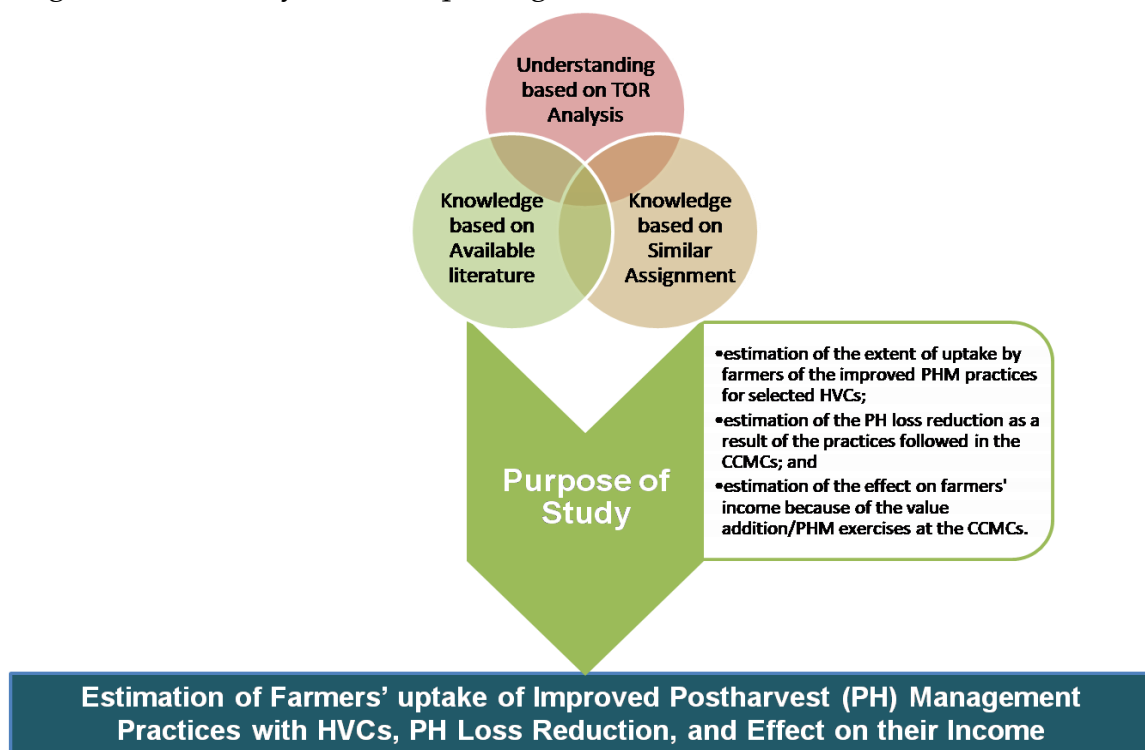 Understanding
based on TOR
Analysis
Knowledge
based on
Available
literature
Knowledge
based on
Similar
Assignment
Purpose of
Study
•estimation of the extent of uptake by
farmers of the improved PHM practices
for selected HVCs;
•estimation of the PH loss reduction as a
result of the practices followed in the
CCMCs; and
•estimation of the effect on farmers'
income because of the value
addition/PHM exercises at the CCMCs.
Estimation of Farmers’ uptake of Improved Postharvest (PH) Management
Practices with HVCs, PH Loss Reduction, and Effect on their Income